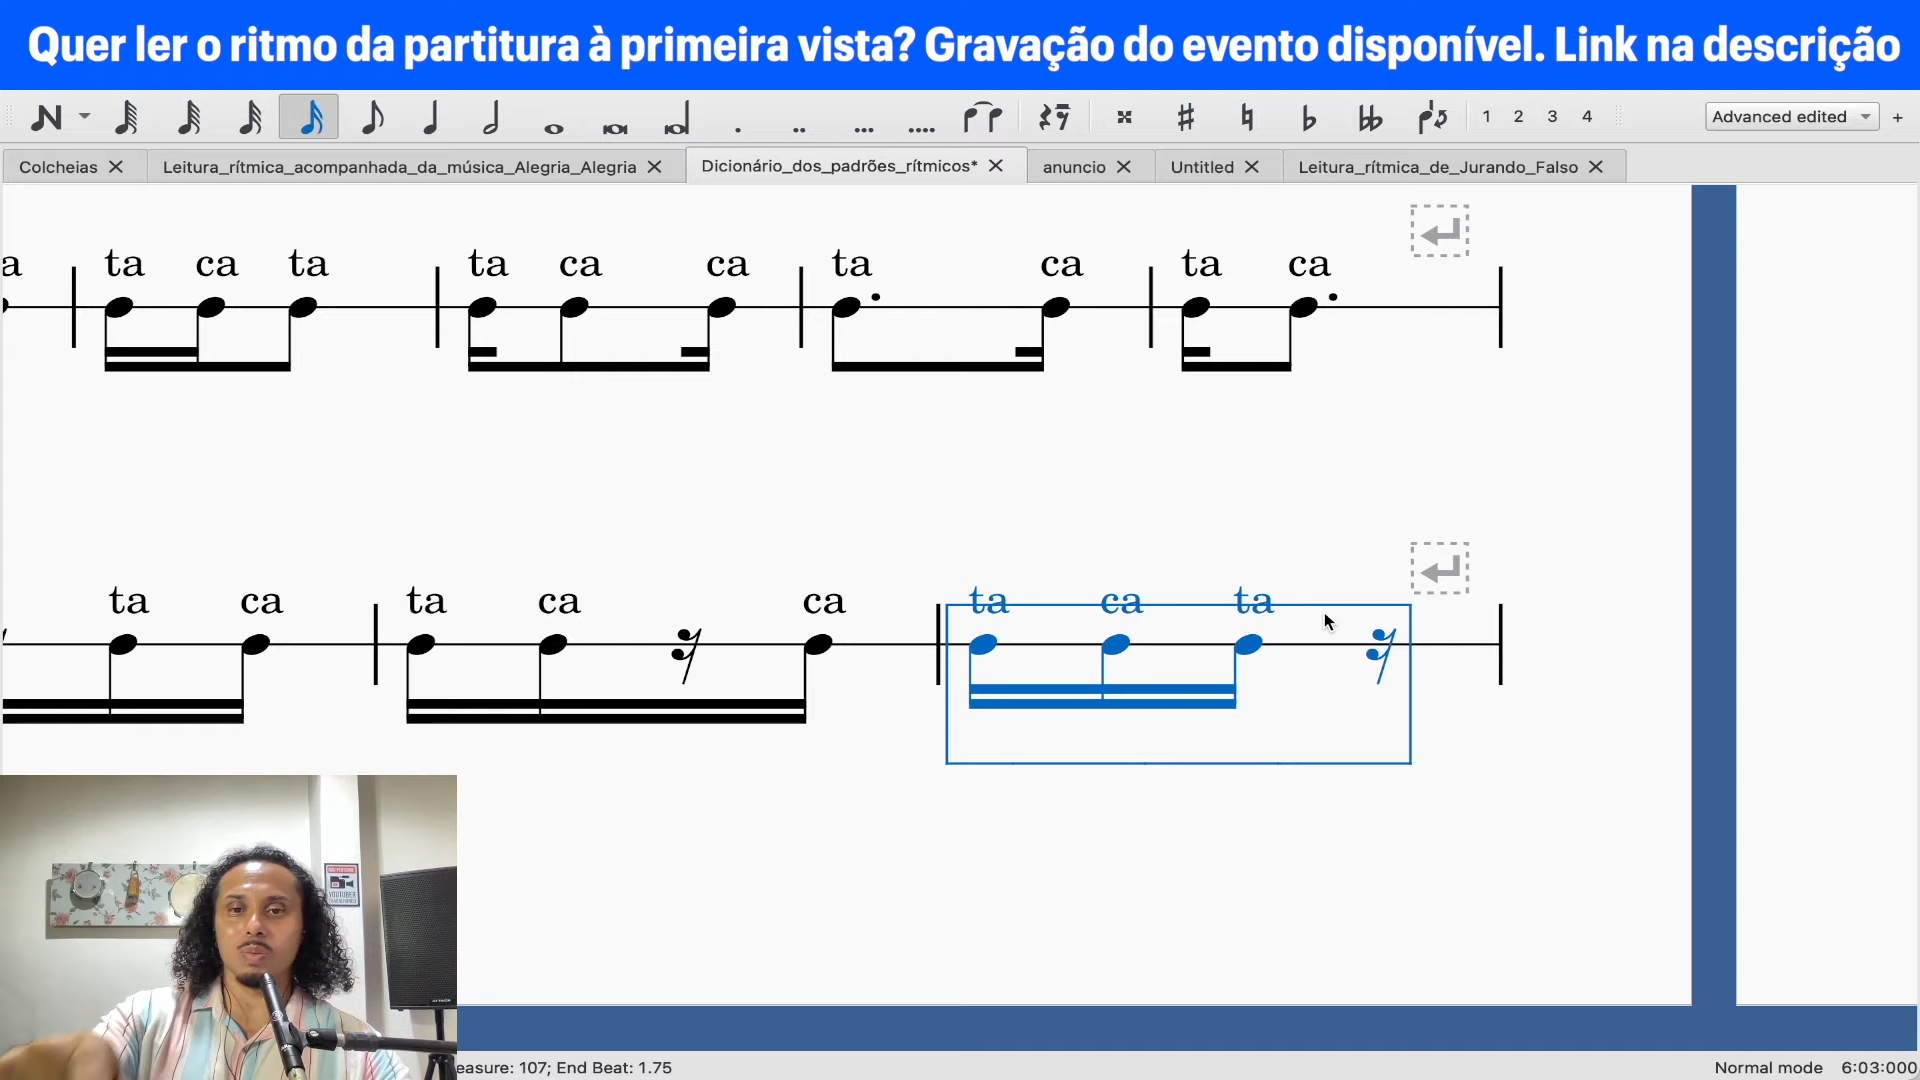 Quer ler o ritmo da partitura à primeira vista? Gravação do evento disponível. Link na descrição
1 2 3 4 Advanced edited +
Colcheias Leitura_rítmica_acompanhada_da_música_Alegria_Alegria Dicionário_dos_padrões_rítmicos* anuncio Untitled Leitura_rítmica_de_Jurando_Falso
a ta ca ta ta ca ca ta ca ta ca
ta ca ta ca ca ta ca ta
YOUTUBER
easure: 107; End Beat: 1.75 Normal mode 6:03:000